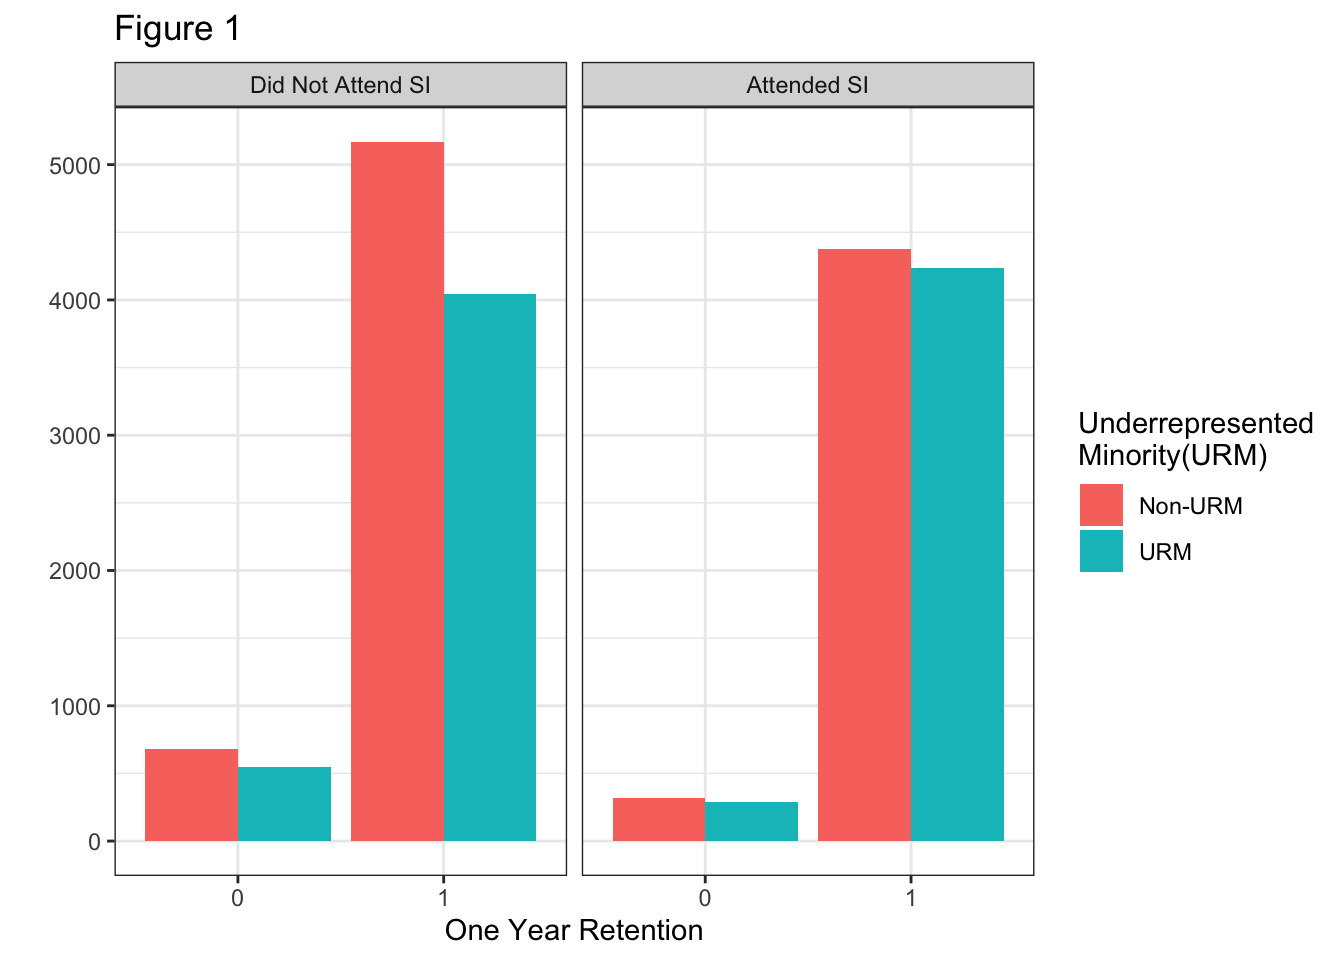 Figure 1
Did Not Attend SI
Attended SI
5000
4000
3000
2000
1000
0
0
1
0
1
One Year Retention
Underrepresented
Minority(URM)
Non-URM
URM